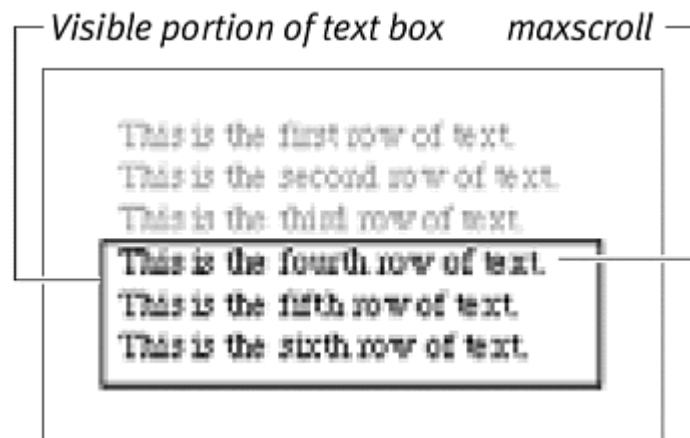 Visible portion of text box maxscroll
This is the first row of text.
This is the second row of text.
This is the third row of text.
This is the fourth row of text.
This is the fifth row of text.
This is the sixth row of text.